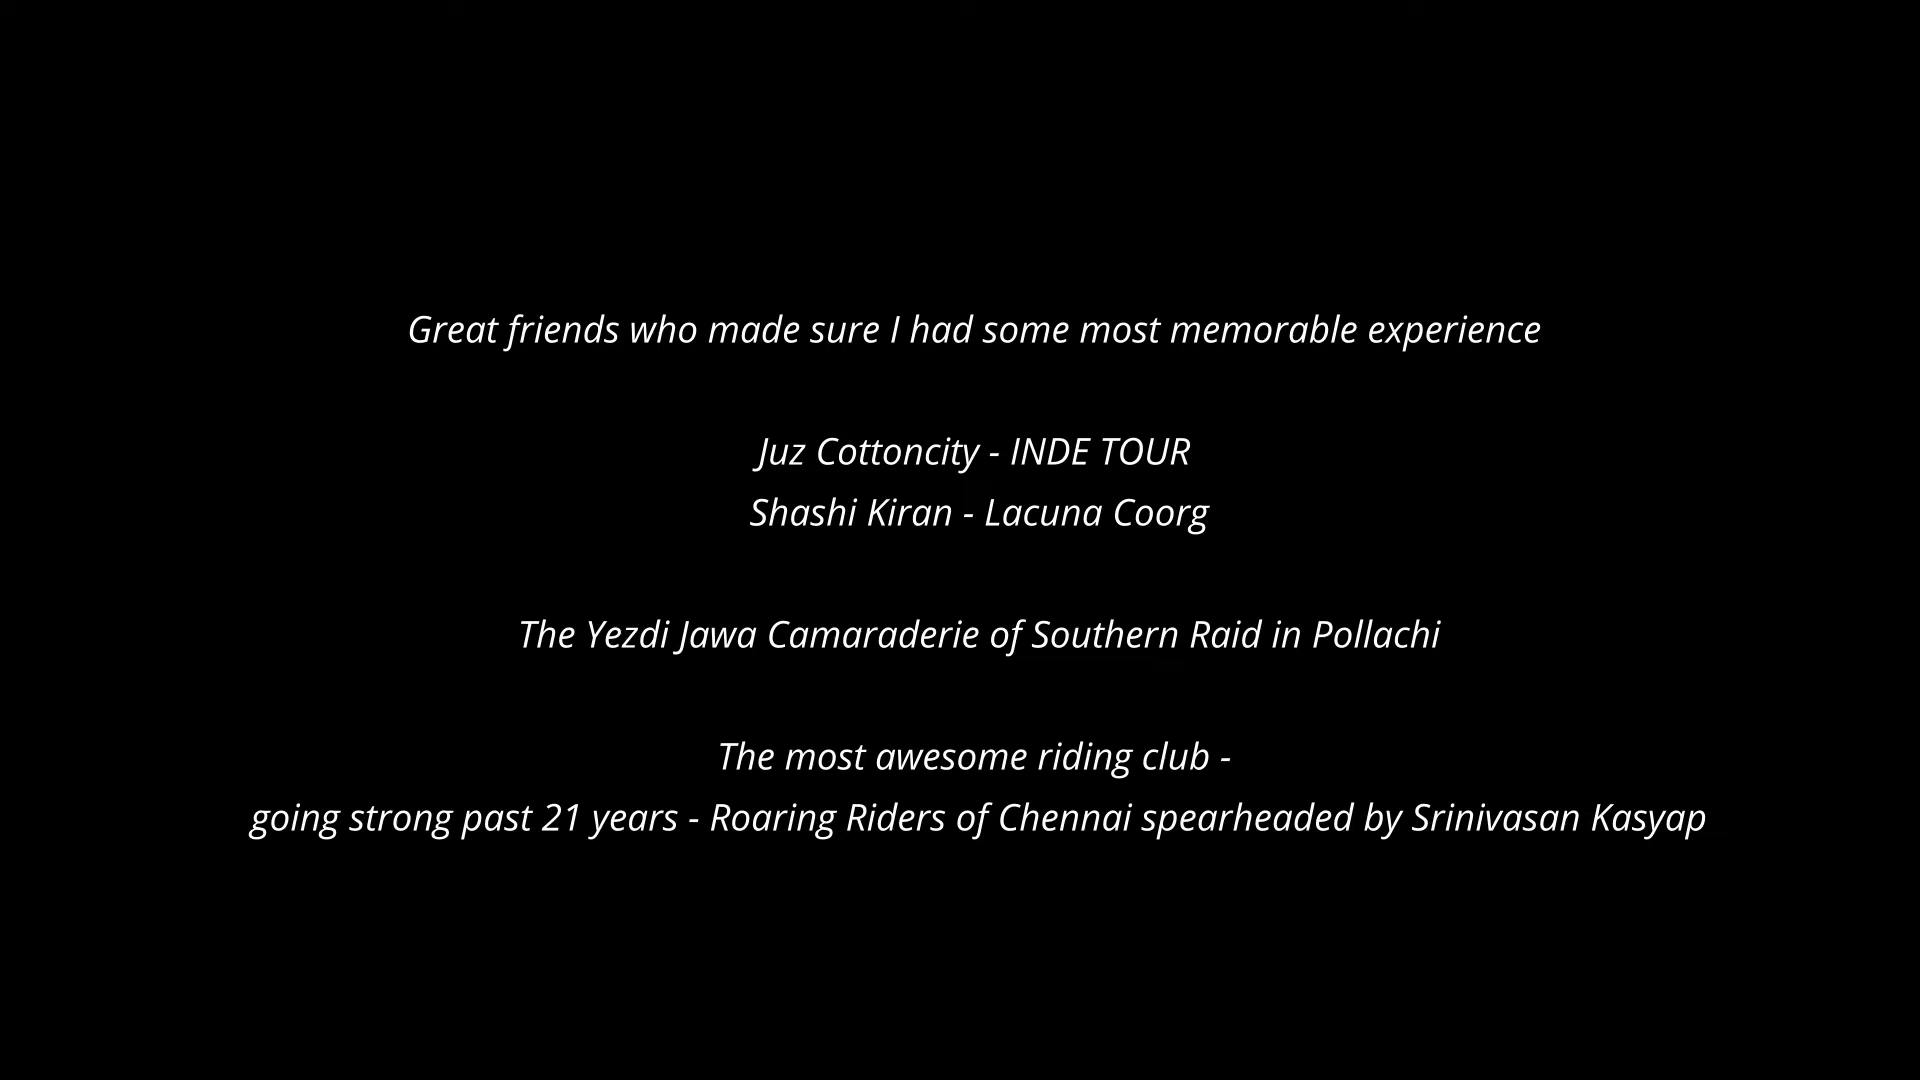 Great friends who made sure I had some most memorable experience
Juz Cottoncity - INDE TOUR
Shashi Kiran - Lacuna Coorg
The Yezdi Jawa Camaraderie of Southern Raid in Pollachi
The most awesome riding club -
going strong past 21 years - Roaring Riders of Chennai spearheaded by Srinivasan Kasyap